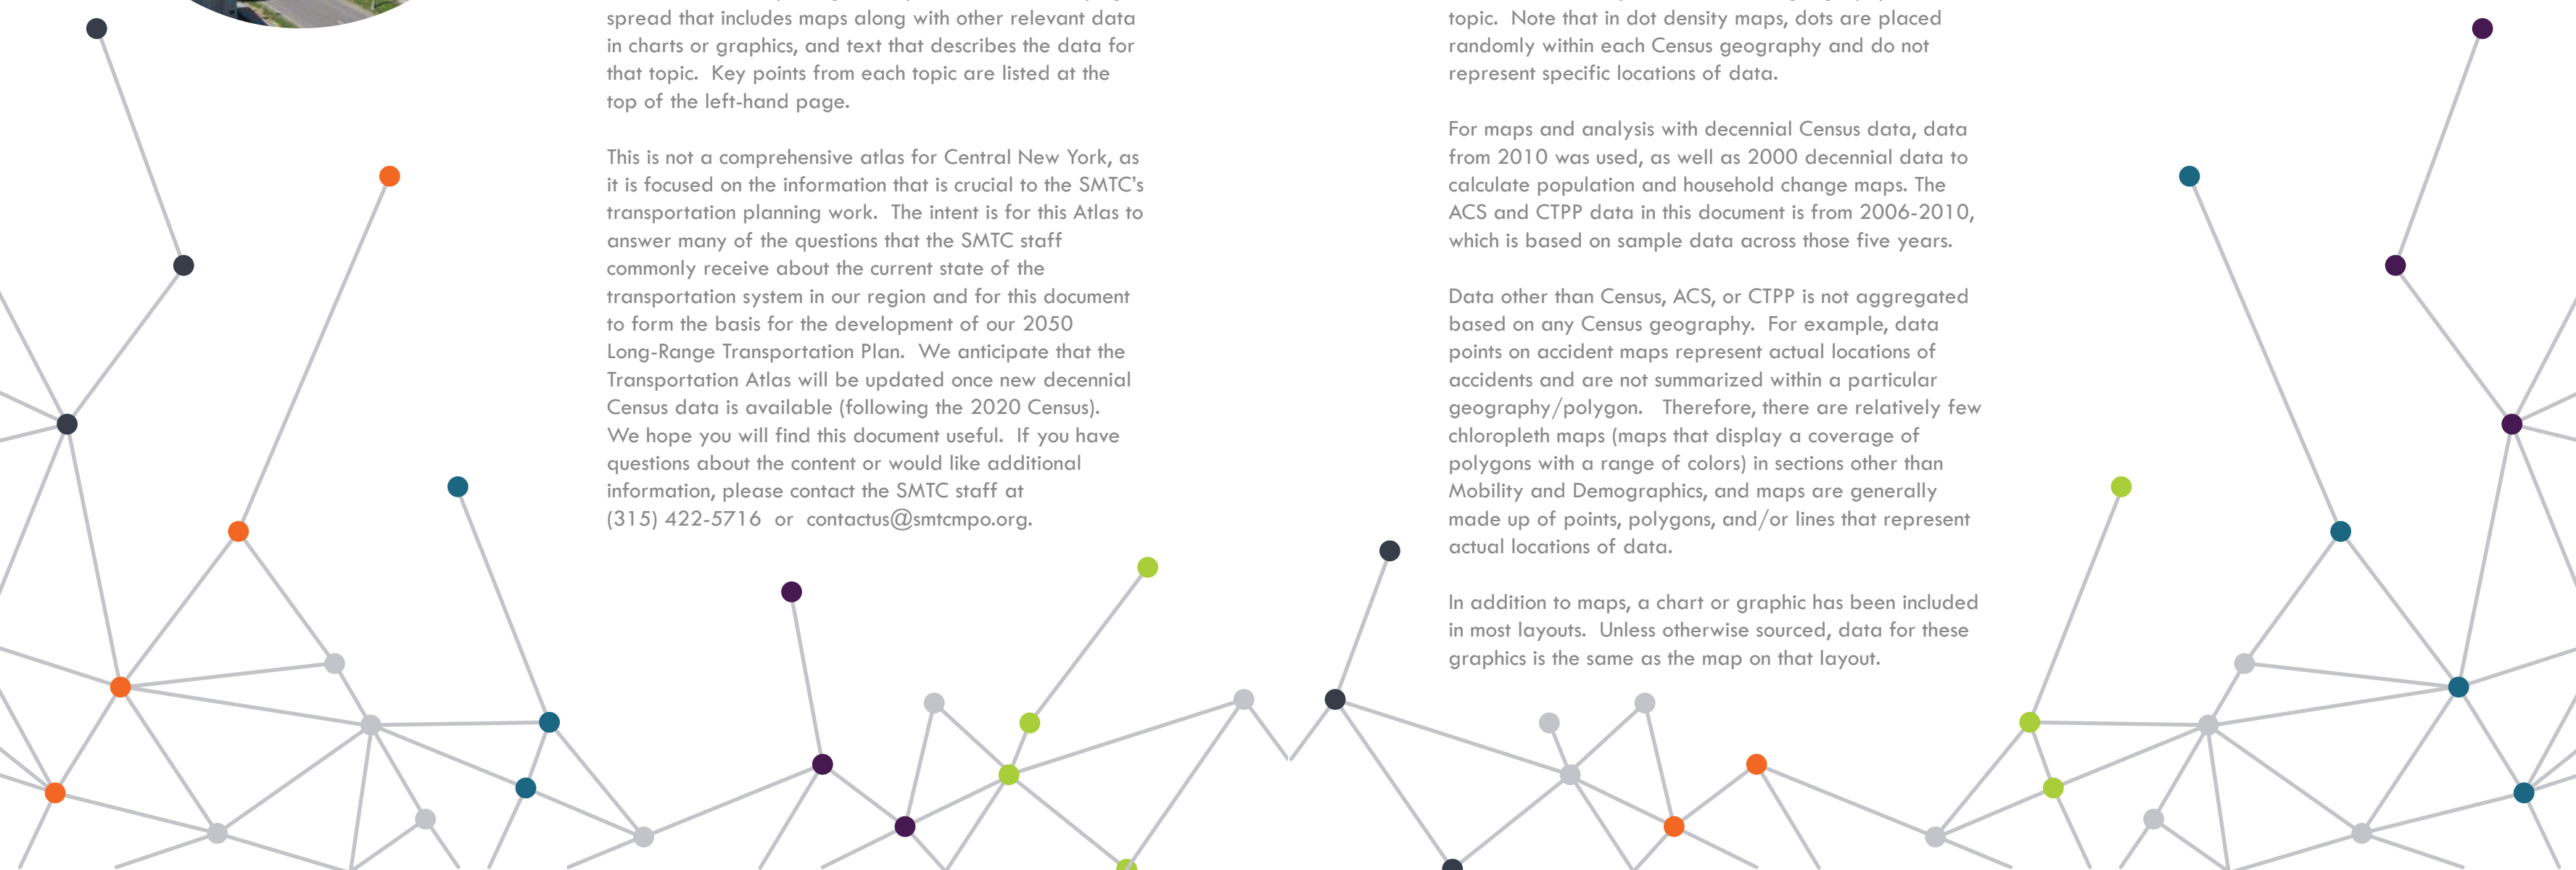 spread that includes maps along with other relevant data
in charts or graphics, and text that describes the data for
that topic.  Key points from each topic are listed at the
top of the left-hand page.
This is not a comprehensive atlas for Central New York, as
it is focused on the information that is crucial to the SMTC's
transportation planning work.  The intent is for this Atlas to
answer many of the questions that the SMTC staff
commonly receive about the current state of the
transportation system in our region and for this document
to form the basis for the development of our 2050
Long-Range Transportation Plan.  We anticipate that the
Transportation Atlas will be updated once new decennial
Census data is available (following the 2020 Census).
We hope you will find this document useful.  If you have
questions about the content or would like additional
information, please contact the SMTC staff at
(315) 422-5716  or  contactus@smtcmpo.org.
topic.  Note that in dot density maps, dots are placed
randomly within each Census geography and do not
represent specific locations of data.
For maps and analysis with decennial Census data, data
from 2010 was used, as well as 2000 decennial data to
calculate population and household change maps. The
ACS and CTPP data in this document is from 2006-2010,
which is based on sample data across those five years.
Data other than Census, ACS, or CTPP is not aggregated
based on any Census geography.  For example, data
points on accident maps represent actual locations of
accidents and are not summarized within a particular
geography/polygon.   Therefore, there are relatively few
chloropleth maps (maps that display a coverage of
polygons with a range of colors) in sections other than
Mobility and Demographics, and maps are generally
made up of points, polygons, and/or lines that represent
actual locations of data.
In addition to maps, a chart or graphic has been included
in most layouts.  Unless otherwise sourced, data for these
graphics is the same as the map on that layout.